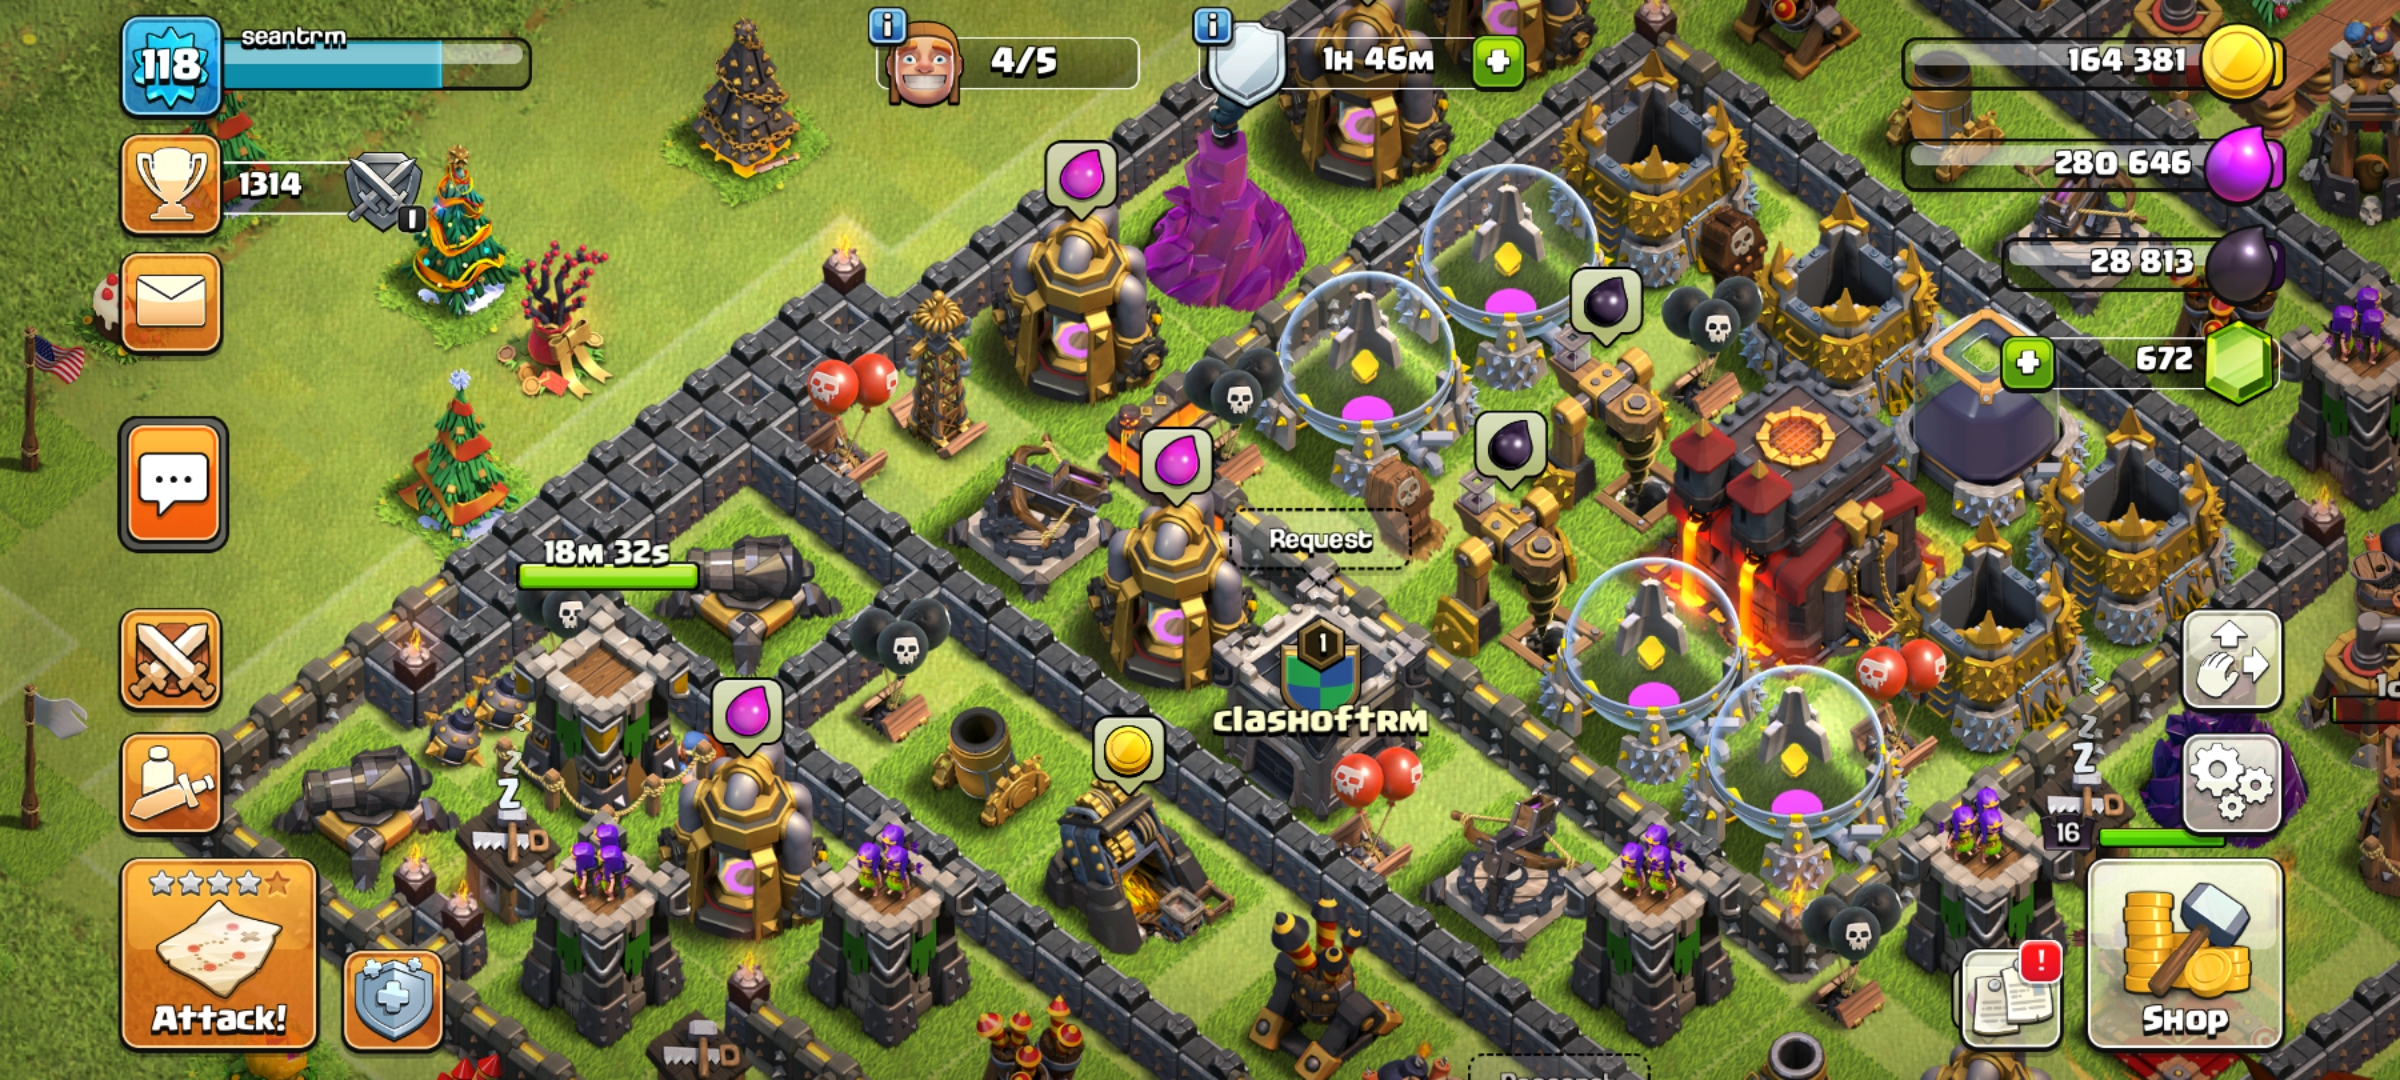 118
seantrm
4/5
1H 46M
164 381
1314
I
280 646
28 813
672
Request
18M 32S
1
clashoftrm
z
z
z
z
z
z
16
Attack!
!
Shop